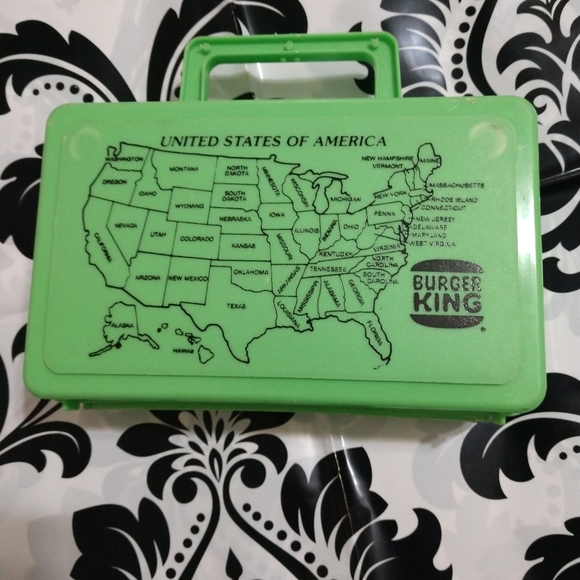 UNITED STATES OF AMERICA
WASHINGTON
MONTANA
NORTH
DAKOTA
MINNESOTA
WISCONSIN
NEW HAMPSHIRE
VERMONT
MAINE
OREGON
IDAHO
SOUTH
DAKOTA
MICHIGAN
NEW YORK
MASSACHUSETTS
RHODE ISLAND
CONNECTICUT
WYOMING
NEBRASKA
IOWA
PENNA
NEW JERSEY
DELAWARE
MARYLAND
WEST VIRGINIA
NEVADA
UTAH
COLORADO
KANSAS
MISSOURI
ILLINOIS
INDIANA
OHIO
VIRGINIA
CALIFORNIA
KENTUCKY
NORTH
CAROLINA
ARIZONA
NEW MEXICO
OKLAHOMA
ARKANSAS
TENNESSEE
SOUTH
CAROLINA
TEXAS
LOUISIANA
MISSISSIPPI
ALABAMA
GEORGIA
FLORIDA
ALASKA
HAWAII
BURGER
KING
®